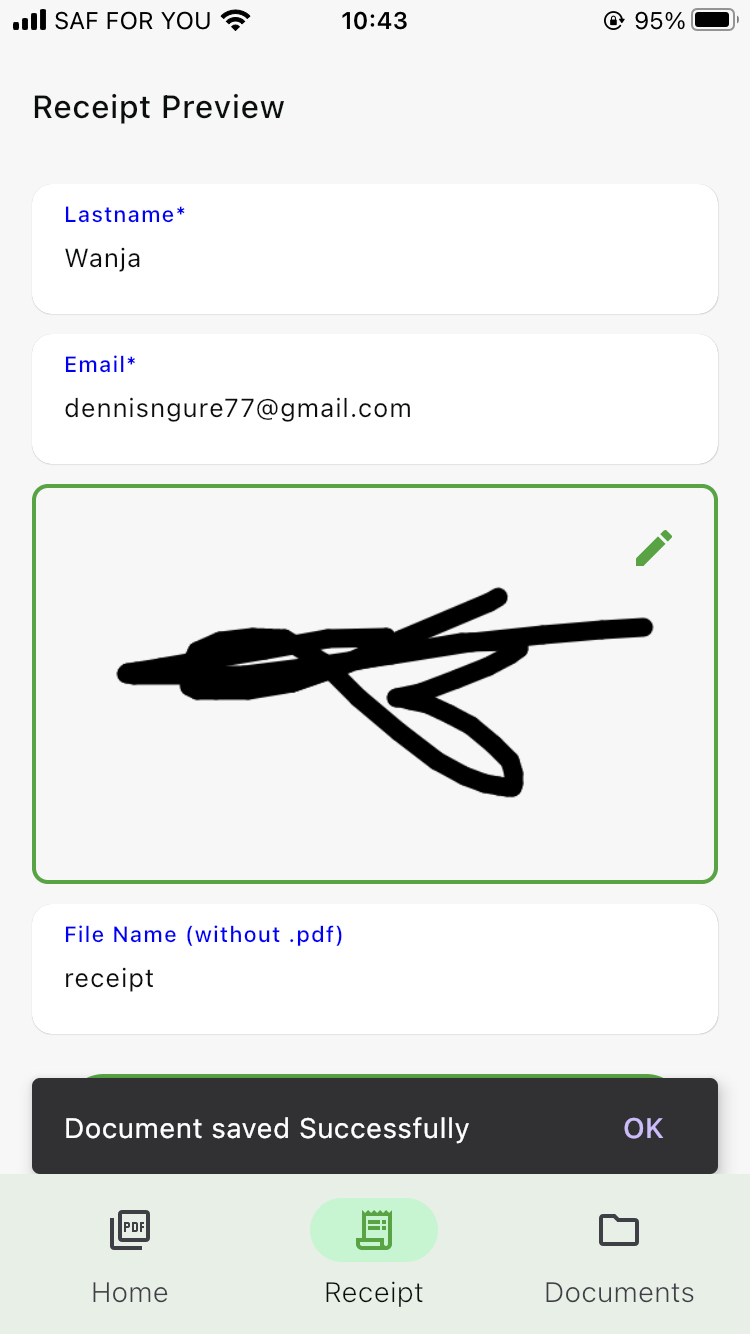 SAF FOR YOU 10:43 95%
Receipt Preview
Lastname*
Wanja
Email*
dennisngure77@gmail.com
File Name (without .pdf)
receipt
Document saved Successfully OK
PDF
Home Receipt Documents